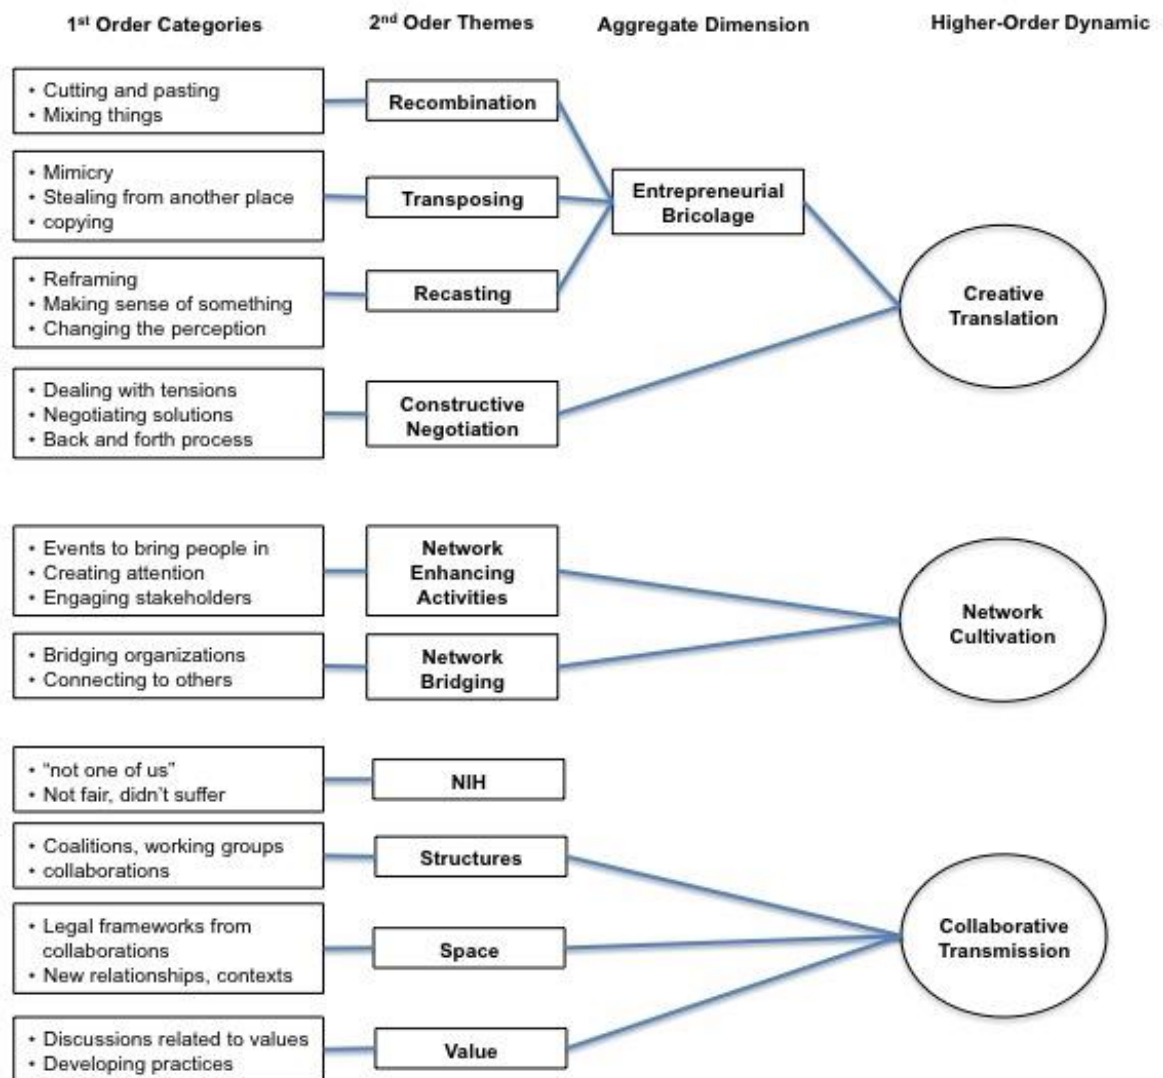 1st Order Categories
2nd Oder Themes
Aggregate Dimension
Higher-Order Dynamic
• Cutting and pasting
• Mixing things
Recombination
• Mimicry
• Stealing from another place
• copying
Transposing
Entrepreneurial
Bricolage
• Reframing
• Making sense of something
• Changing the perception
Recasting
Creative
Translation
• Dealing with tensions
• Negotiating solutions
• Back and forth process
Constructive
Negotiation
• Events to bring people in
• Creating attention
• Engaging stakeholders
Network
Enhancing
Activities
Network
Cultivation
• Bridging organizations
• Connecting to others
Network
Bridging
• “not one of us”
• Not fair, didn’t suffer
NIH
• Coalitions, working groups
• collaborations
Structures
• Legal frameworks from
collaborations
• New relationships, contexts
Space
Collaborative
Transmission
• Discussions related to values
• Developing practices
Value